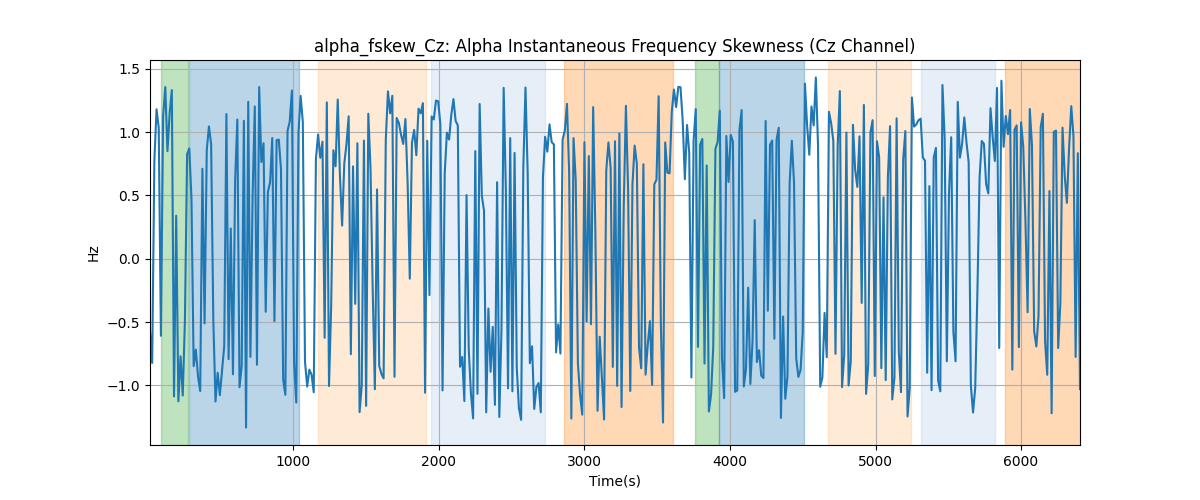 alpha_fskew_Cz: Alpha Instantaneous Frequency Skewness (Cz Channel)
1.5
1.0
0.5
0.0
−0.5
−1.0
Hz
1000 2000 3000 4000 5000 6000
Time(s)